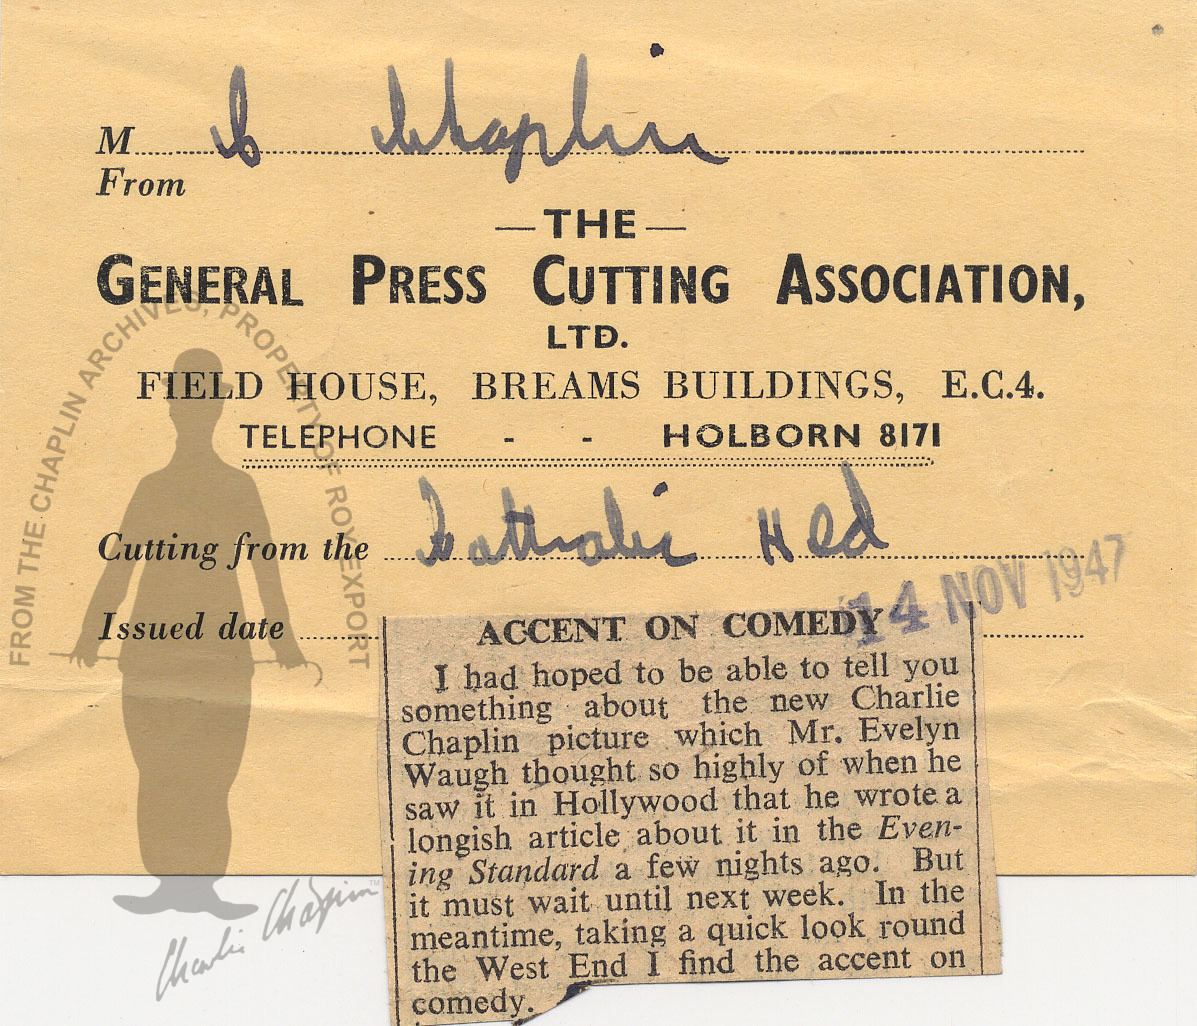 M C Chaplin
From
— THE —
GENERAL PRESS CUTTING ASSOCIATION,
LTD.
FIELD HOUSE, BREAMS BUILDINGS, E.C.4.
TELEPHONE - - HOLBORN 8171
Cutting from the Catholic Hld
Issued date 14 NOV 1947
ACCENT ON COMEDY
I had hoped to be able to tell you
something about the new Charlie
Chaplin picture which Mr. Evelyn
Waugh thought so highly of when he
saw it in Hollywood that he wrote a
longish article about it in the Even-
ing Standard a few nights ago. But
it must wait until next week. In the
meantime, taking a quick look round
the West End I find the accent on
comedy.
FROM THE CHAPLIN ARCHIVES, PROPERTY OF ROY EXPORT
Charlie Chaplin™